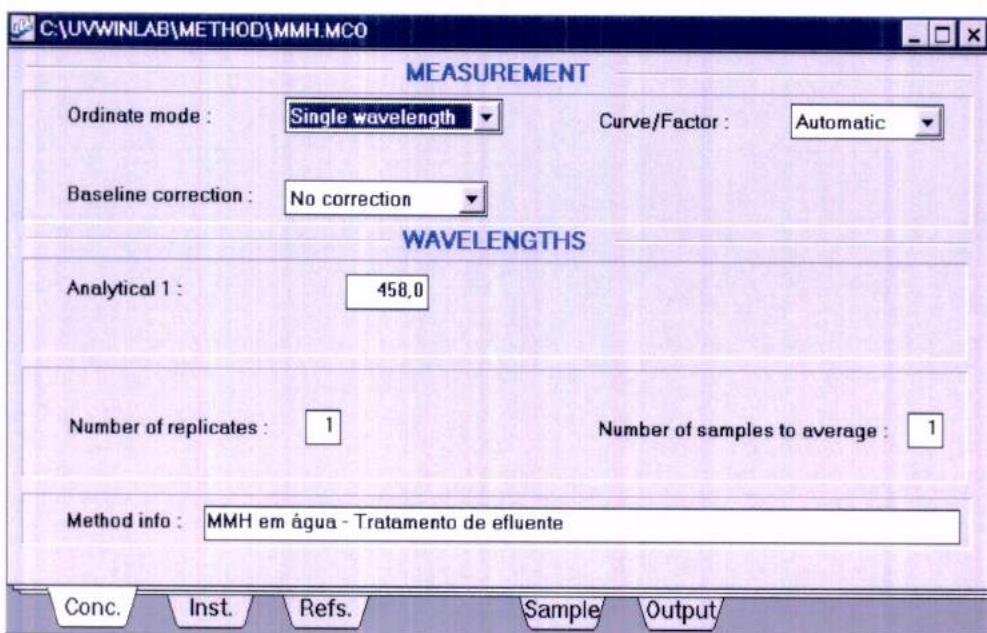 C:\UVWINLAB\METHOD\MMH.MCO
MEASUREMENT
Ordinate mode : Single wavelength Curve/Factor : Automatic
Baseline correction : No correction
WAVELENGTHS
Analytical 1 : 458,0
Number of replicates : 1 Number of samples to average : 1
Method info : MMH em água - Tratamento de efluente
Conc. Inst. Refs. Sample Output